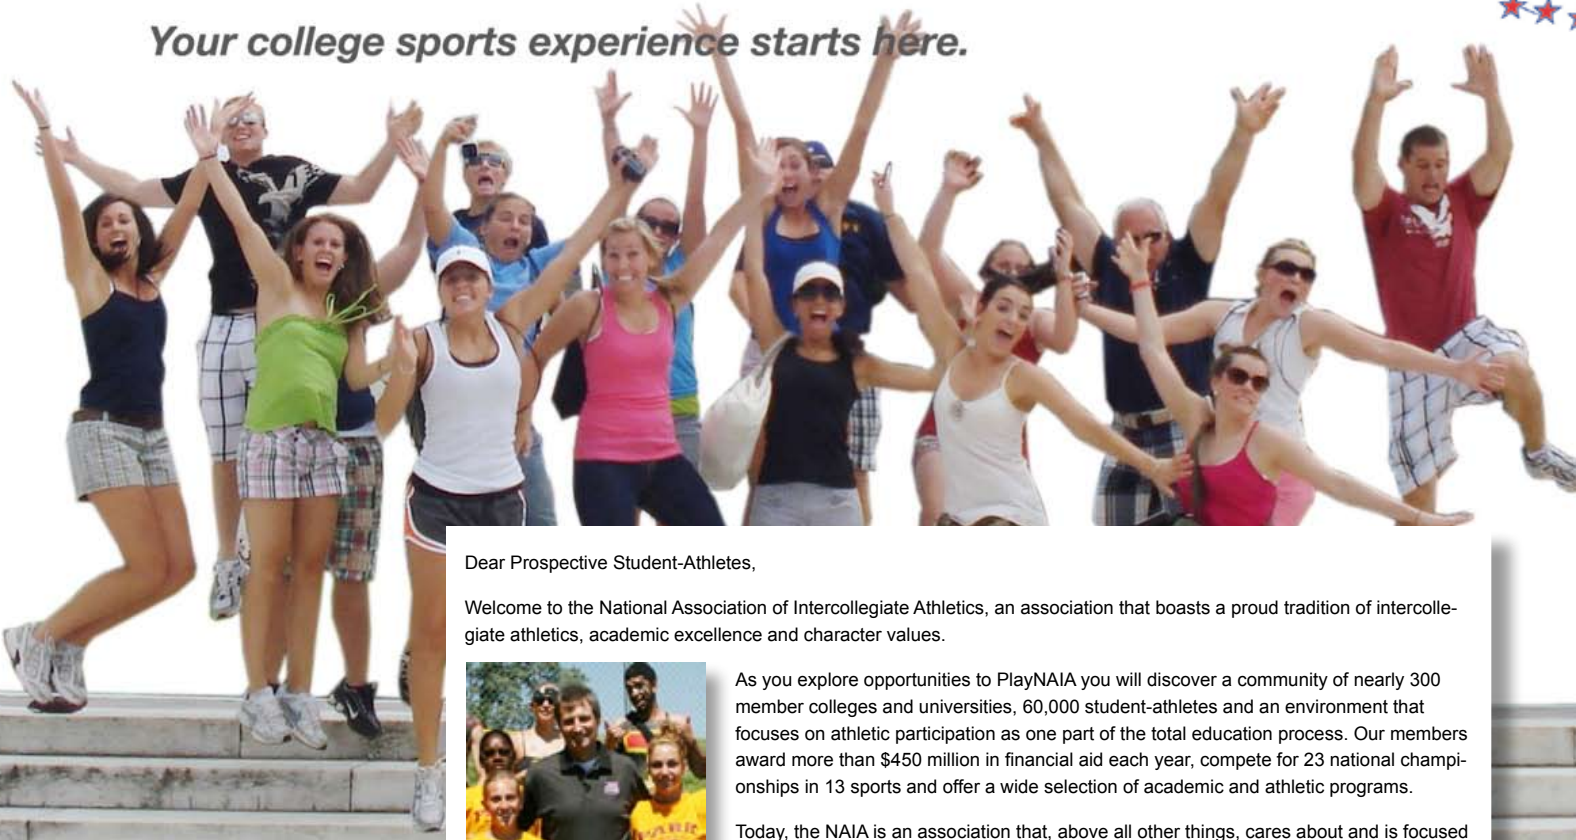 Your college sports experience starts here.
Dear Prospective Student-Athletes,
Welcome to the National Association of Intercollegiate Athletics, an association that boasts a proud tradition of intercolle-
giate athletics, academic excellence and character values.
As you explore opportunities to PlayNAIA you will discover a community of nearly 300
member colleges and universities, 60,000 student-athletes and an environment that
focuses on athletic participation as one part of the total education process. Our members
award more than $450 million in financial aid each year, compete for 23 national champi-
onships in 13 sports and offer a wide selection of academic and athletic programs.
Today, the NAIA is an association that, above all other things, cares about and is focused